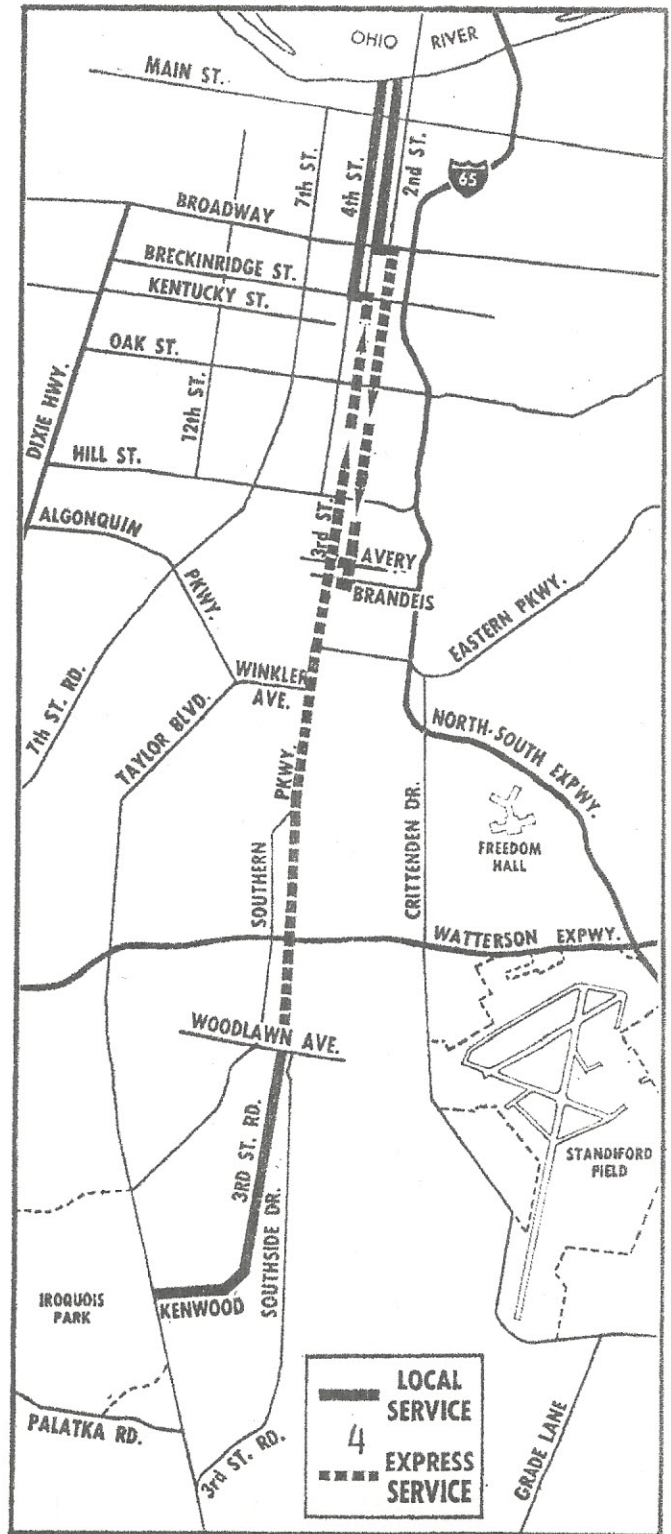 OHIO RIVER
MAIN ST.
65
7th ST.
4th ST.
2nd ST.
BROADWAY
BRECKINRIDGE ST.
KENTUCKY ST.
OAK ST.
DIXIE HWY.
12th ST.
HILL ST.
3rd ST.
ALGONQUIN
PKWY.
AVERY
BRANDEIS
EASTERN PKWY.
WINKLER
AVE.
7th ST. RD.
TAYLOR BLVD.
NORTH-SOUTH EXPWY.
SOUTHERN
PKWY.
CRITTENDEN DR.
FREEDOM
HALL
WATTERSON EXPWY.
WOODLAWN AVE.
3RD ST. RD.
SOUTHSIDE DR.
STANDIFORD
FIELD
IROQUOIS
PARK
KENWOOD
PALATKA RD.
3rd ST. RD.
GRADE LANE
LOCAL
SERVICE
4
EXPRESS
SERVICE